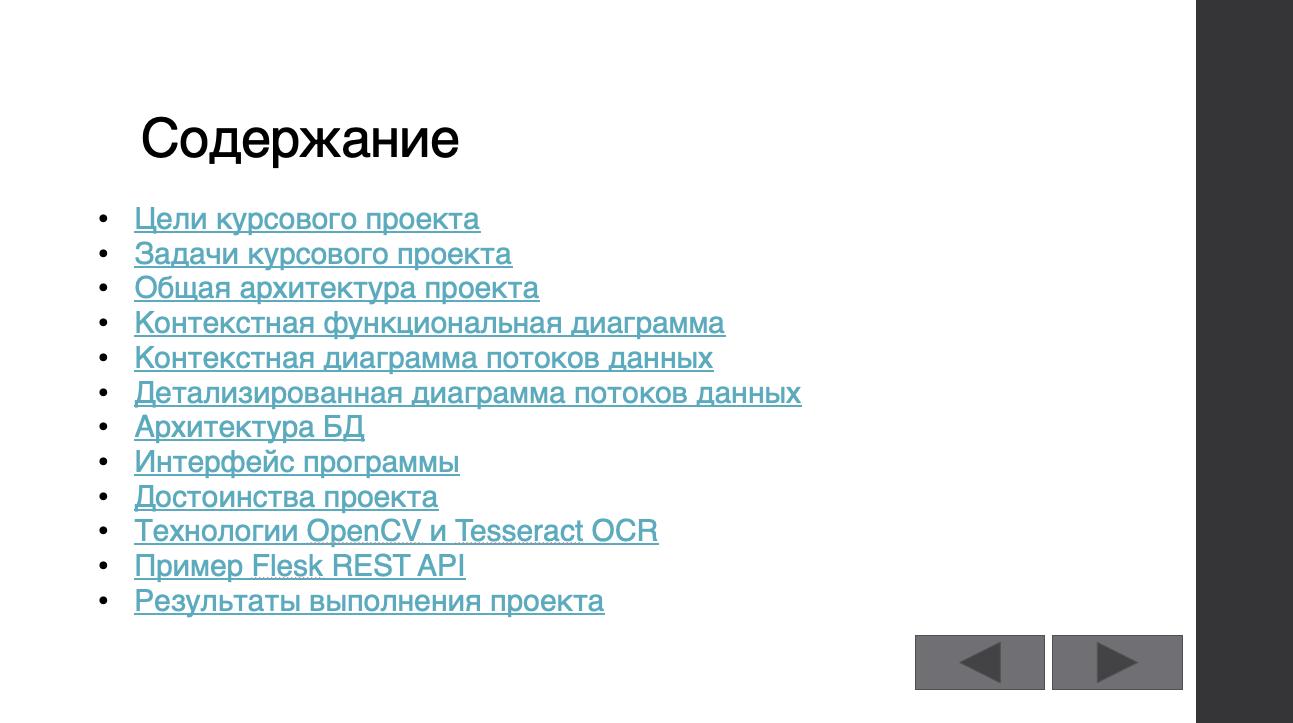 Содержание
• Цели курсового проекта
• Задачи курсового проекта
• Общая архитектура проекта
• Контекстная функциональная диаграмма
• Контекстная диаграмма потоков данных
• Детализированная диаграмма потоков данных
• Архитектура БД
• Интерфейс программы
• Достоинства проекта
• Технологии OpenCV и Tesseract OCR
• Пример Flesk REST API
• Результаты выполнения проекта